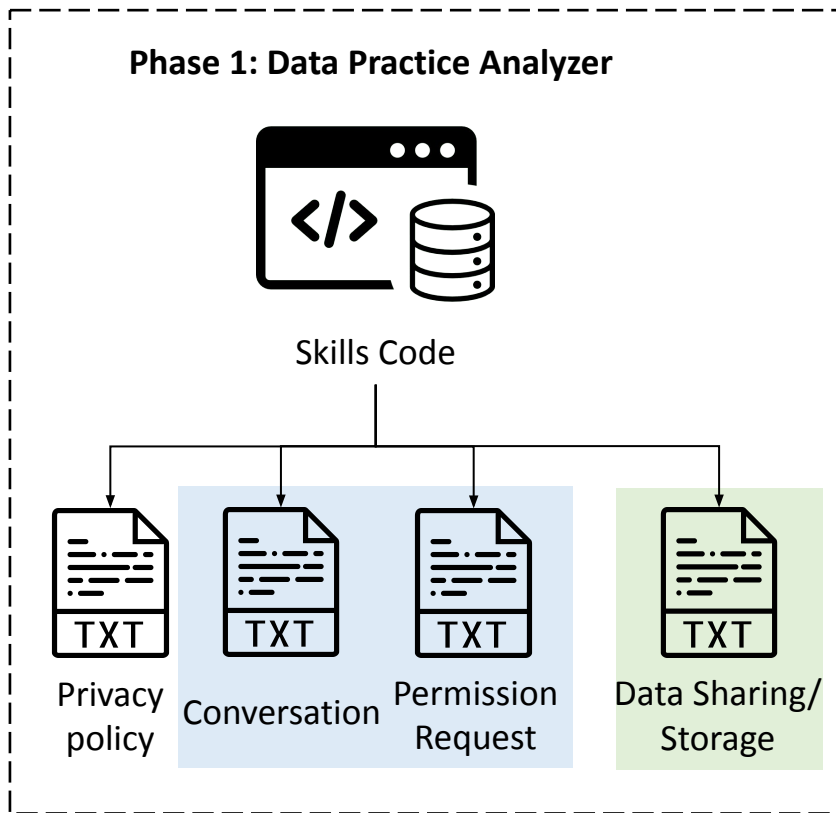 Phase 1: Data Practice Analyzer
</>
Skills Code
TXT
TXT
TXT
TXT
Privacy
policy
Conversation
Permission
Request
Data Sharing/
Storage